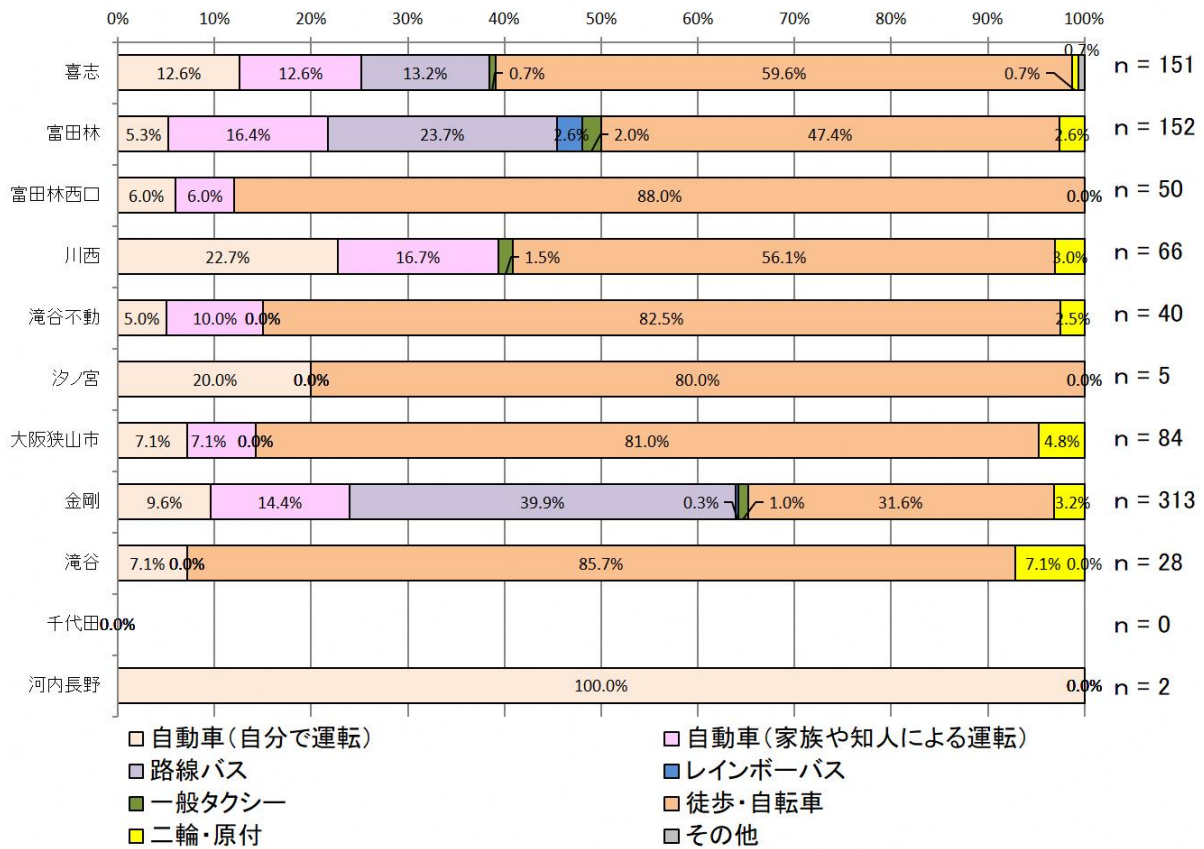 0% 10% 20% 30% 40% 50% 60% 70% 80% 90% 100%
喜志 12.6% 12.6% 13.2% 0.7% 59.6% 0.7% 0.7% n = 151
富田林 5.3% 16.4% 23.7% 2.6% 2.0% 47.4% 2.6% n = 152
富田林西口 6.0% 6.0% 88.0% 0.0% n = 50
川西 22.7% 16.7% 1.5% 56.1% 3.0% n = 66
滝谷不動 5.0% 10.0% 0.0% 82.5% 2.5% n = 40
汐ノ宮 20.0% 0.0% 80.0% 0.0% n = 5
大阪狭山市 7.1% 7.1% 0.0% 81.0% 4.8% n = 84
金剛 9.6% 14.4% 39.9% 0.3% 1.0% 31.6% 3.2% n = 313
滝谷 7.1% 0.0% 85.7% 7.1% 0.0% n = 28
千代田 0.0% n = 0
河内長野 100.0% 0.0% n = 2
自動車（自分で運転） 自動車（家族や知人による運転）
路線バス レインボーバス
一般タクシー 徒歩・自転車
二輪・原付 その他